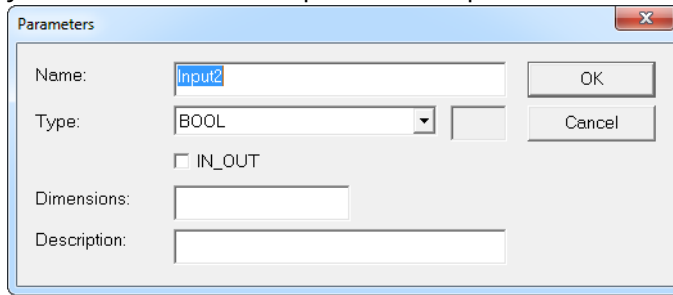 Parameters
Name:
Input2
OK
Type:
BOOL
Cancel
IN_OUT
Dimensions:
Description: